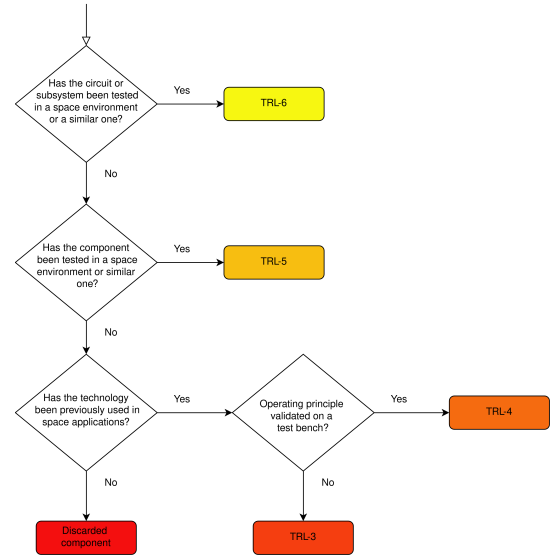 Has the circuit or
subsystem been tested
in a space environment
or a similar one?
Yes
TRL-6
No
Has the component
been tested in a space
environment or similar
one?
Yes
TRL-5
No
Has the technology
been previously used in
space applications?
Yes
Operating principle
validated on a
test bench?
Yes
TRL-4
No
No
Discarded
component
TRL-3